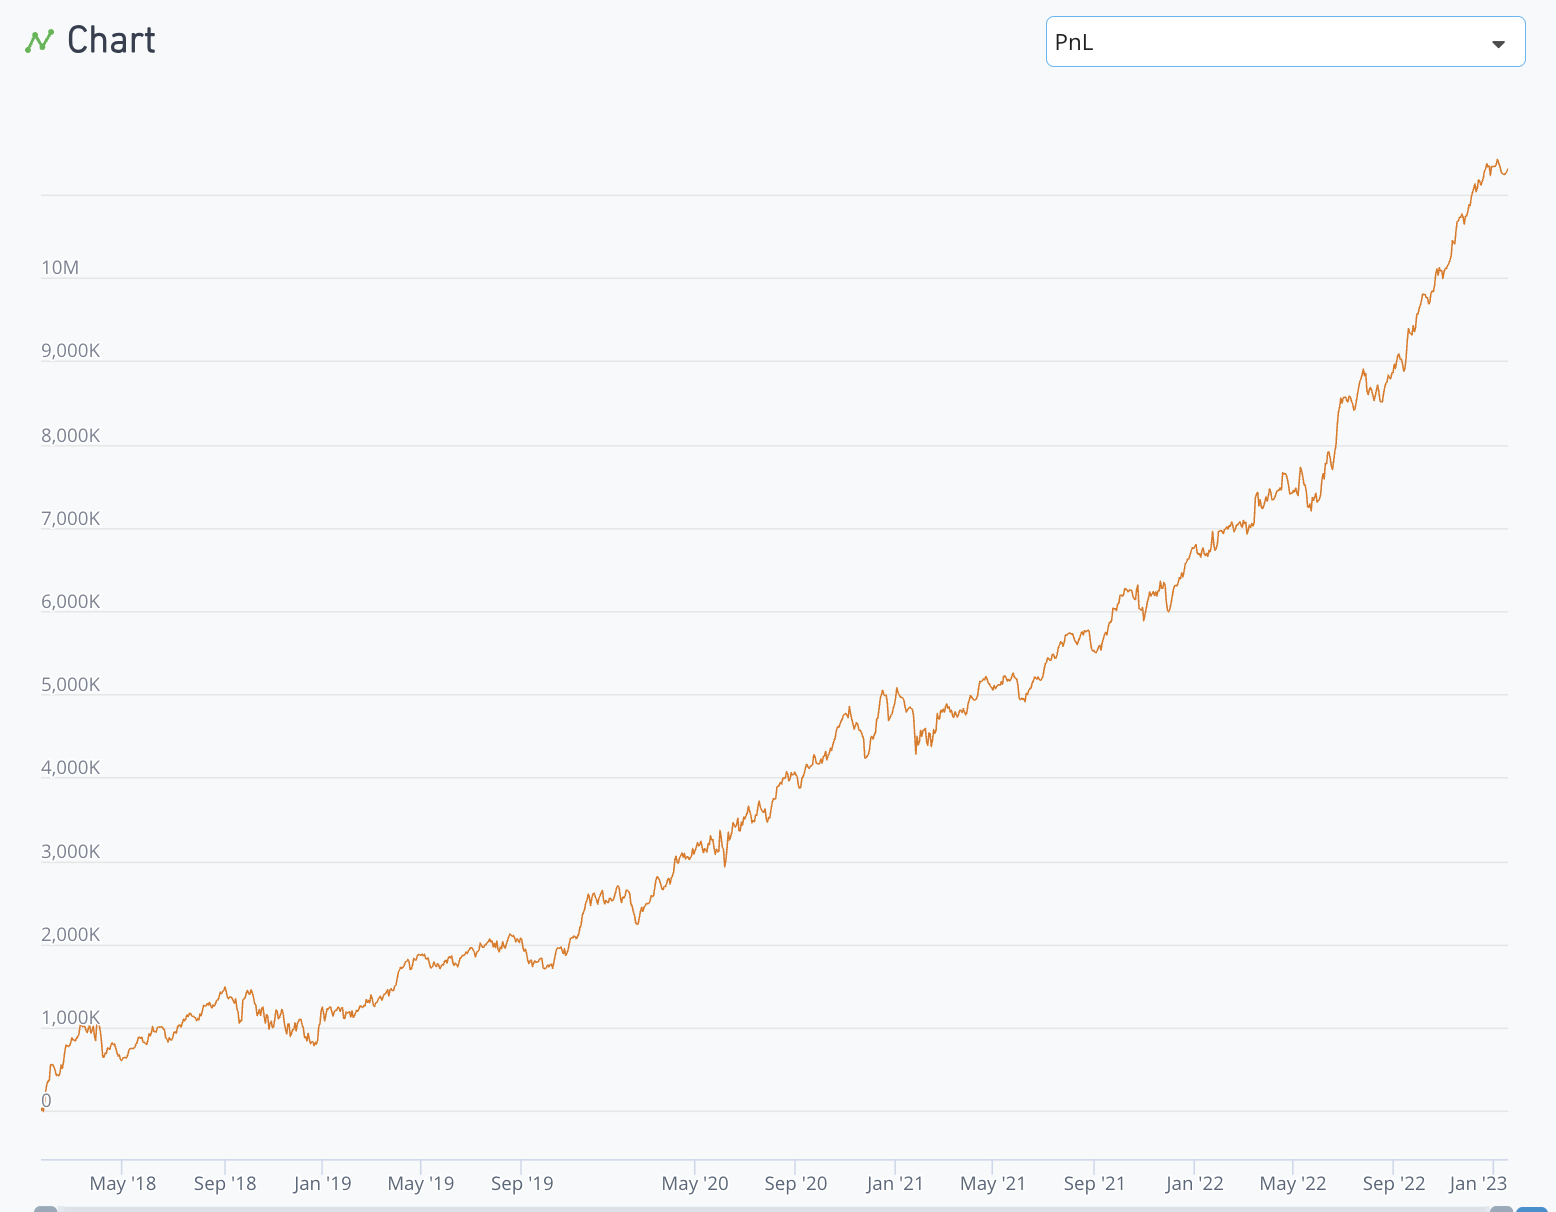 Chart
PnL
10M
9,000K
8,000K
7,000K
6,000K
5,000K
4,000K
3,000K
2,000K
1,000K
0
May '18 Sep '18 Jan '19 May '19 Sep '19 May '20 Sep '20 Jan '21 May '21 Sep '21 Jan '22 May '22 Sep '22 Jan '23